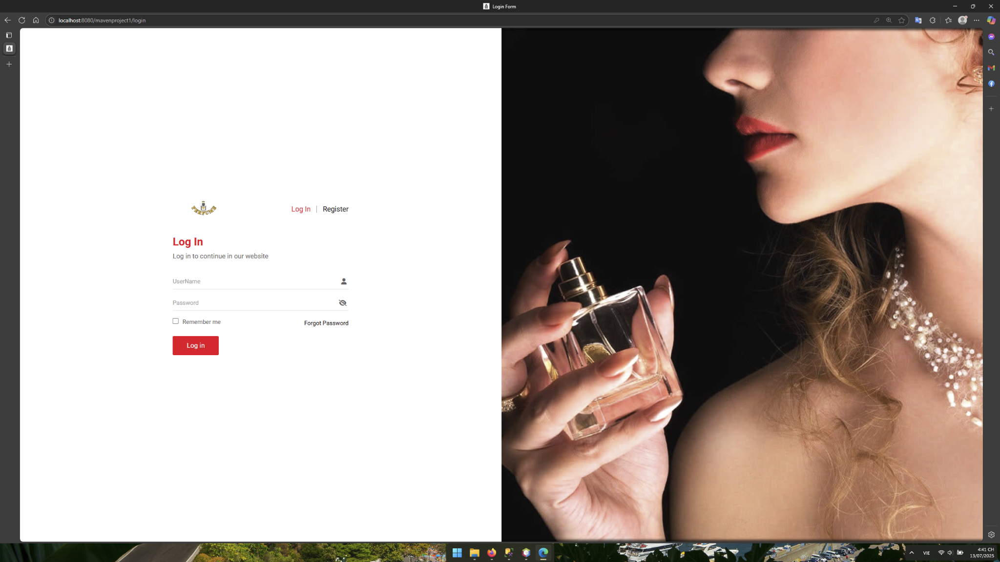 Login Form
localhost:8080/mavenproject1/login
PERFUME
Log In | Register
Log In
Log in to continue in our website
UserName
Password
Remember me
Forgot Password
Log in
VIE
4:41 CH
13/07/2025